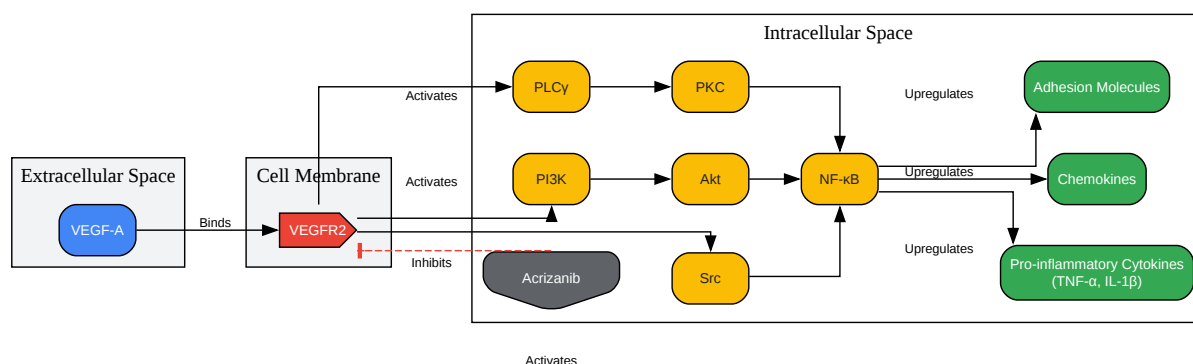 Intracellular Space
PLCγ
PKC
Adhesion Molecules
Activates
Upregulates
Extracellular Space
Cell Membrane
PI3K
Akt
NF-κB
Chemokines
Activates
Upregulates
VEGF-A
Binds
VEGFR2
Inhibits
Acrizanib
Src
Upregulates
Pro-inflammatory Cytokines
(TNF-α, IL-1β)
Activates